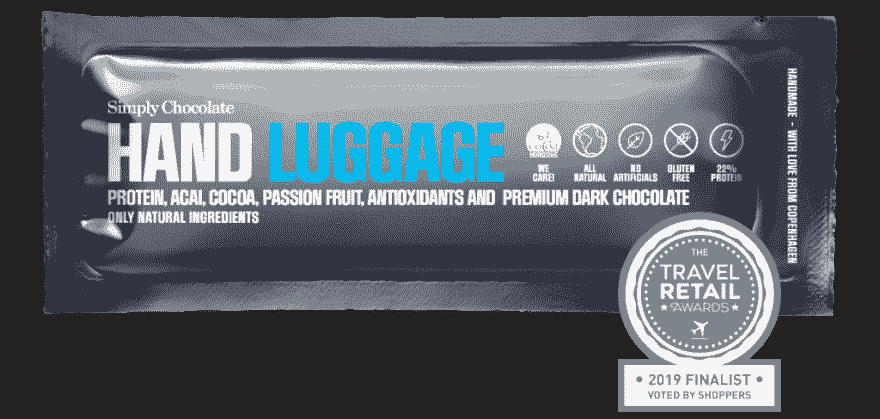 Simply Chocolate
HAND LUGGAGE
PROTEIN, ACAI, COCOA, PASSION FRUIT, ANTIOXIDANTS AND PREMIUM DARK CHOCOLATE
ONLY NATURAL INGREDIENTS
HORIZONS
WE
CARE!
ALL
NATURAL
NO
ARTIFICIALS
GLUTEN
FREE
22%
PROTEIN
HANDMADE - WITH LOVE FROM COPENHAGEN
THE
TRAVEL
RETAIL
★AWARDS★
• 2019 FINALIST •
VOTED BY SHOPPERS